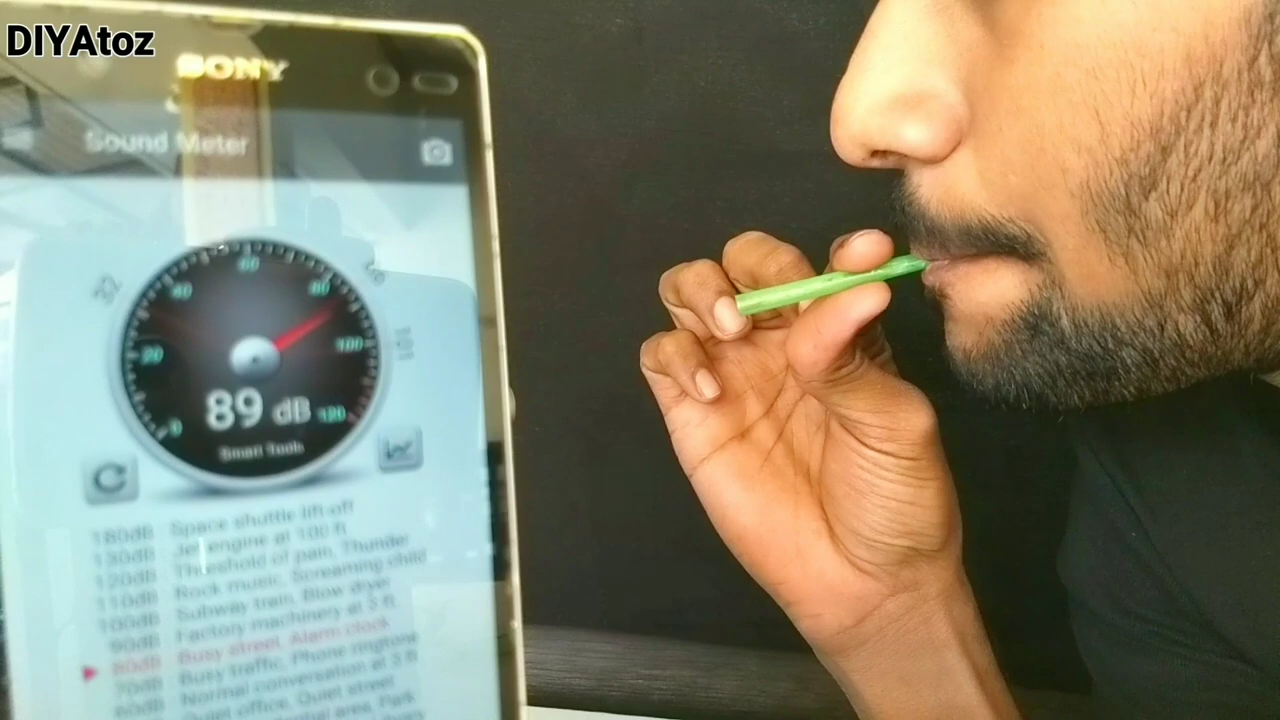 DIYAtoz
SONY
Sound Meter
60
40
80
20
100
89 dB
0
120
Smart Tools
180dB Space shuttle lift-off
130dB Jet engine at 100 ft
120dB Threshold of pain, Thunder
110dB Rock music, Screaming child
100dB Subway train, Blow dryer
90dB Factory machinery at 3 ft
80dB Busy street, Alarm clock
70dB Busy traffic, Phone ringtone
60dB Normal conversation at 3 ft
Quiet office, Quiet street
area, Park